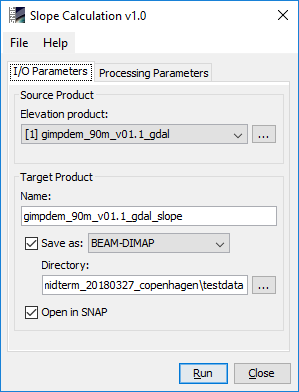 Slope Calculation v1.0
File Help
I/O Parameters Processing Parameters
Source Product
Elevation product:
[1] gimpdem_90m_v01.1_gdal ...
Target Product
Name:
gimpdem_90m_v01.1_gdal_slope
Save as: BEAM-DIMAP
Directory:
nidterm_20180327_copenhagen\testdata ...
Open in SNAP
Run Close